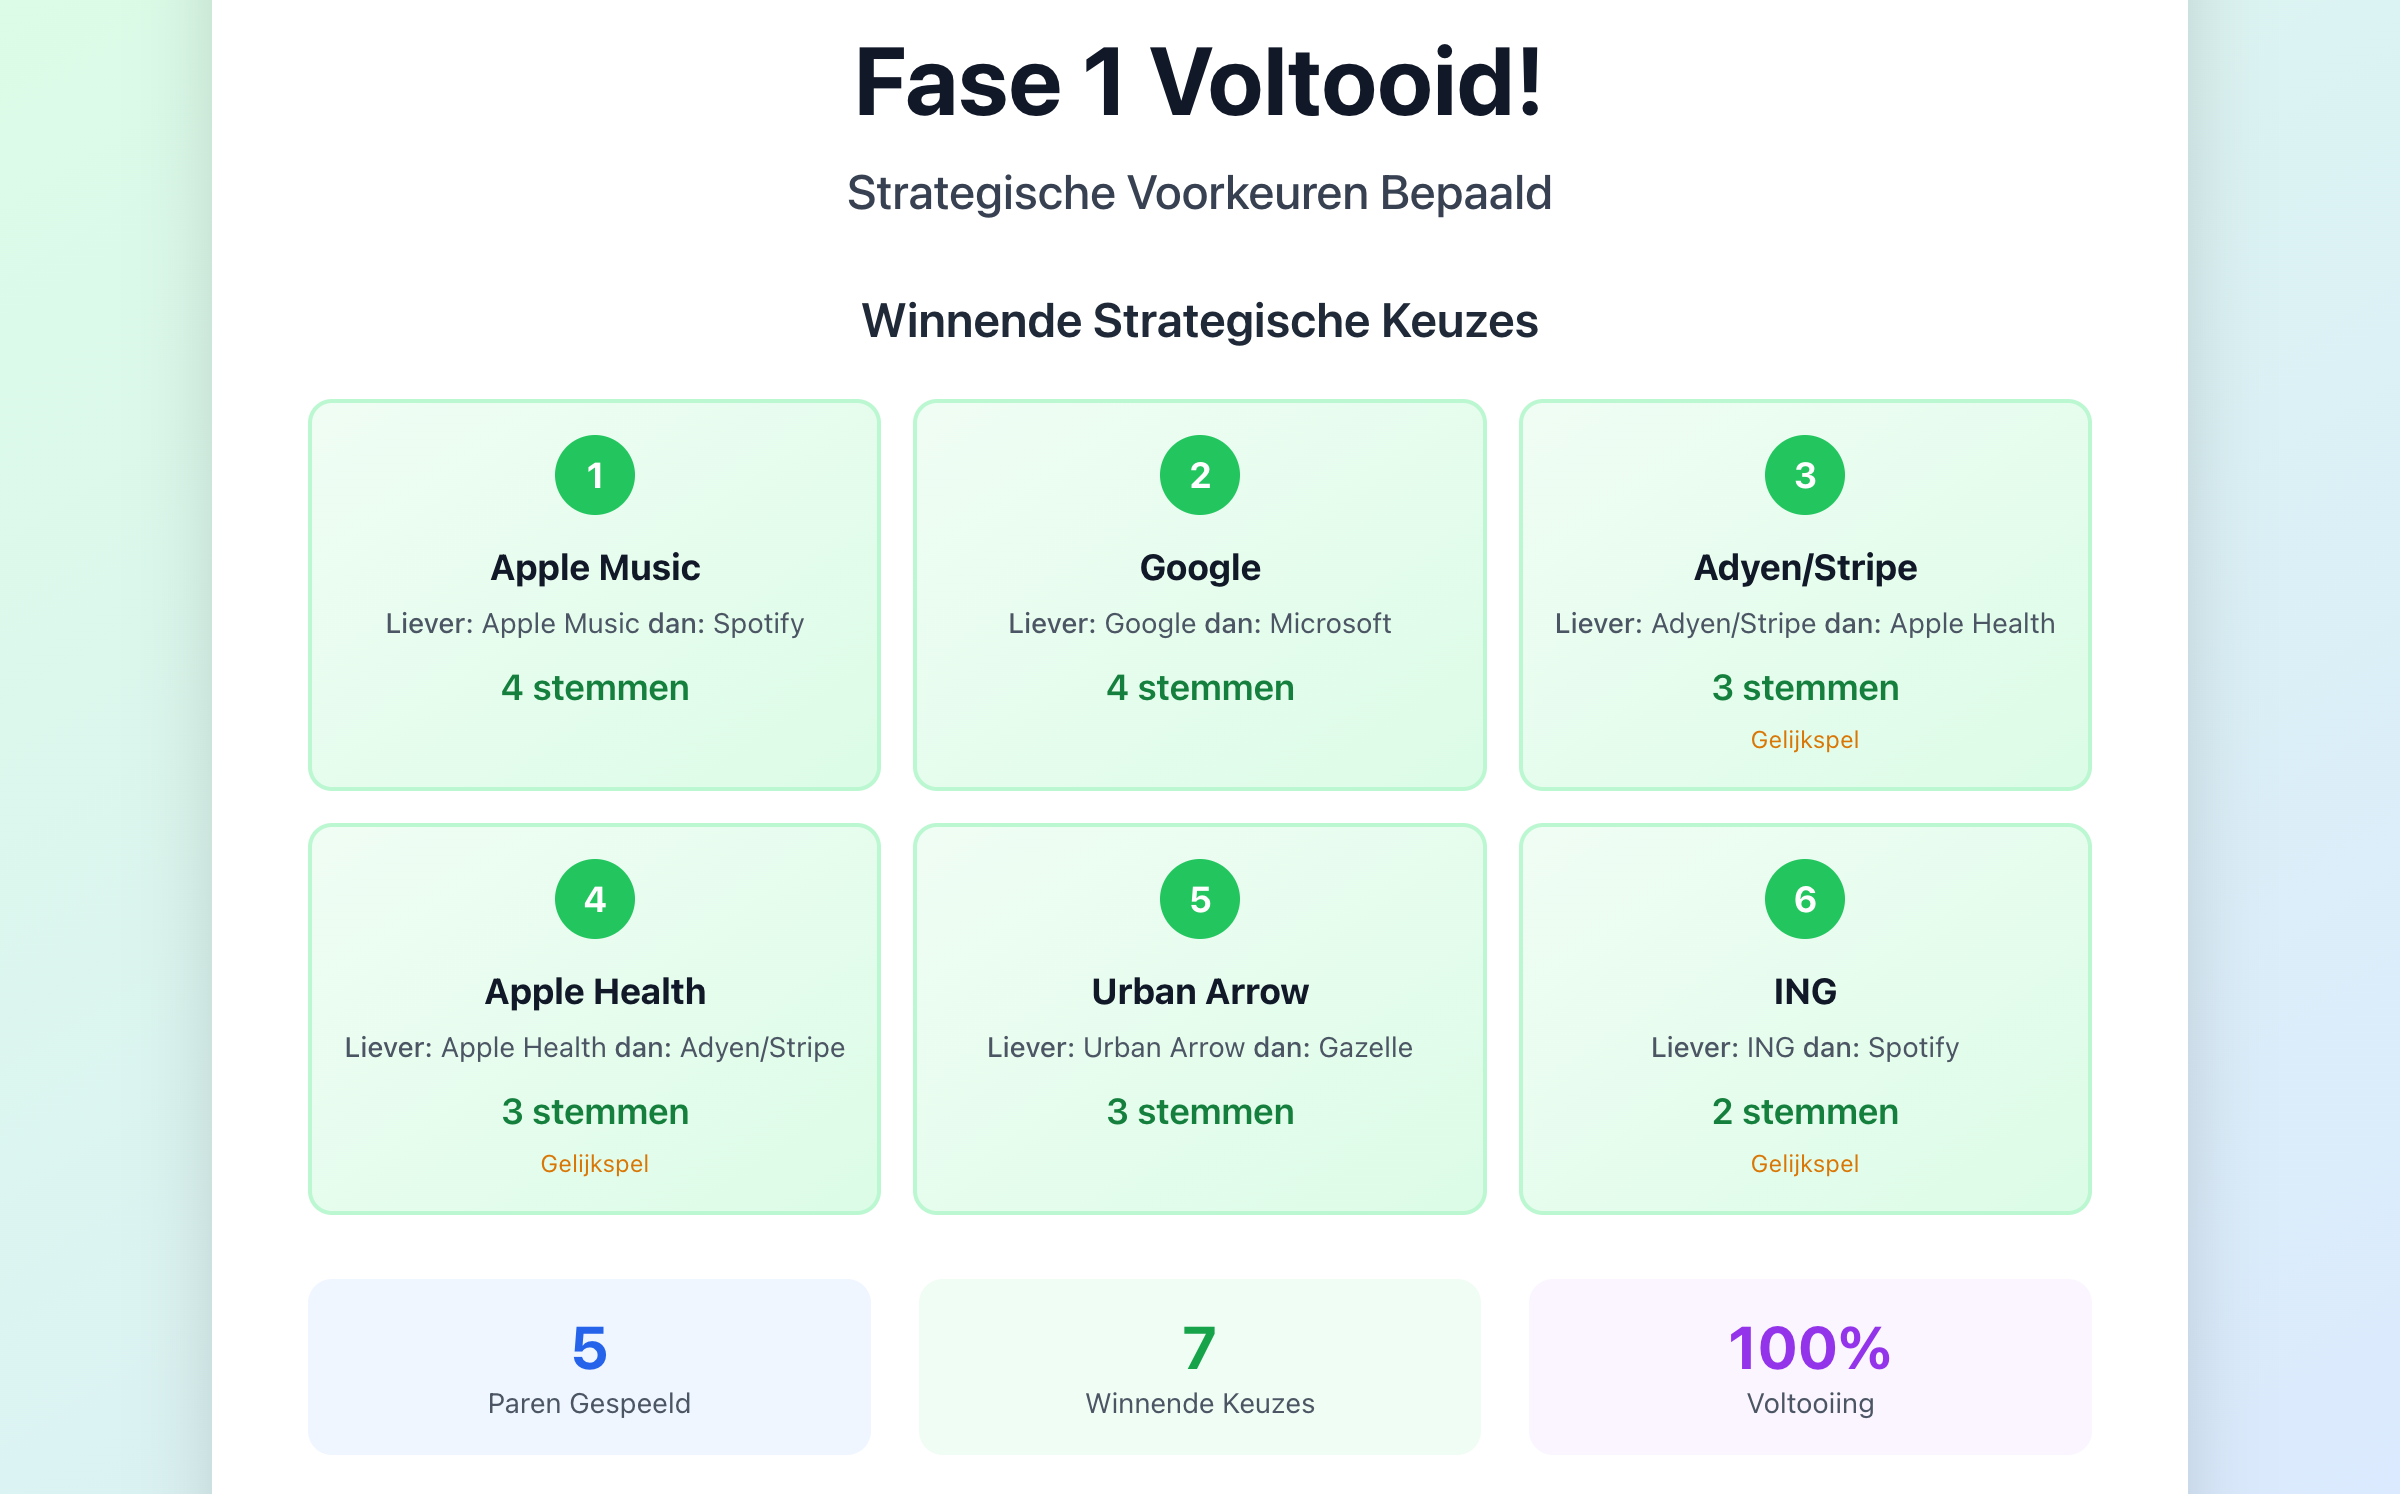 Fase 1 Voltooid!
Strategische Voorkeuren Bepaald
Winnende Strategische Keuzes
1
Apple Music
Liever: Apple Music dan: Spotify
4 stemmen
2
Google
Liever: Google dan: Microsoft
4 stemmen
3
Adyen/Stripe
Liever: Adyen/Stripe dan: Apple Health
3 stemmen
Gelijkspel
4
Apple Health
Liever: Apple Health dan: Adyen/Stripe
3 stemmen
Gelijkspel
5
Urban Arrow
Liever: Urban Arrow dan: Gazelle
3 stemmen
6
ING
Liever: ING dan: Spotify
2 stemmen
Gelijkspel
5
Paren Gespeeld
7
Winnende Keuzes
100%
Voltooiing